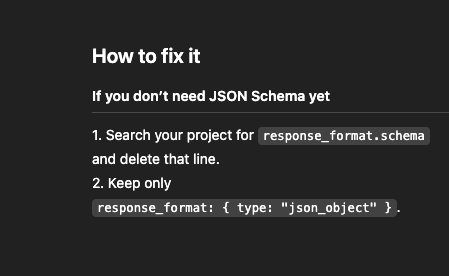 How to fix it
If you don’t need JSON Schema yet
1. Search your project for response_format.schema
and delete that line.
2. Keep only
response_format: { type: "json_object" }.